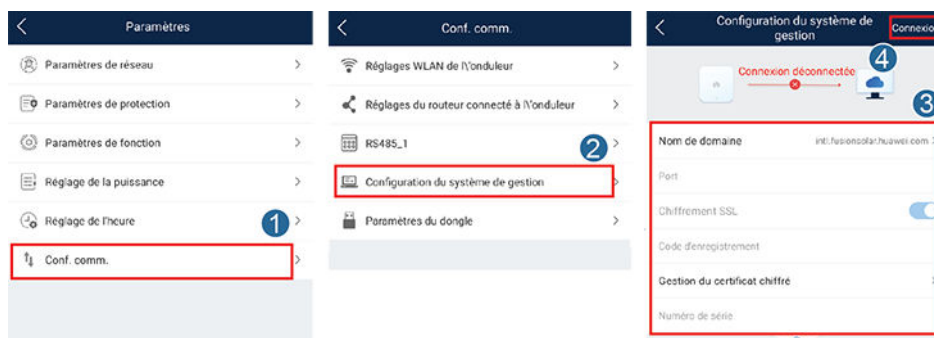 Paramètres
Paramètres de réseau
Paramètres de protection
Paramètres de fonction
Réglage de la puissance
Réglage de l'heure
1
Conf. comm.
Conf. comm.
Réglages WLAN de l\'onduleur
Réglages du routeur connecté à l\'onduleur
RS485_1
2
Configuration du système de gestion
Paramètres du dongle
Configuration du système de
gestion
Connexio
4
Connexion déconnectée
3
Nom de domaine
intl.fusionsolar.huawei.com
Port
Chiffrement SSL
Code d'enregistrement
Gestion du certificat chiffré
Numéro de série